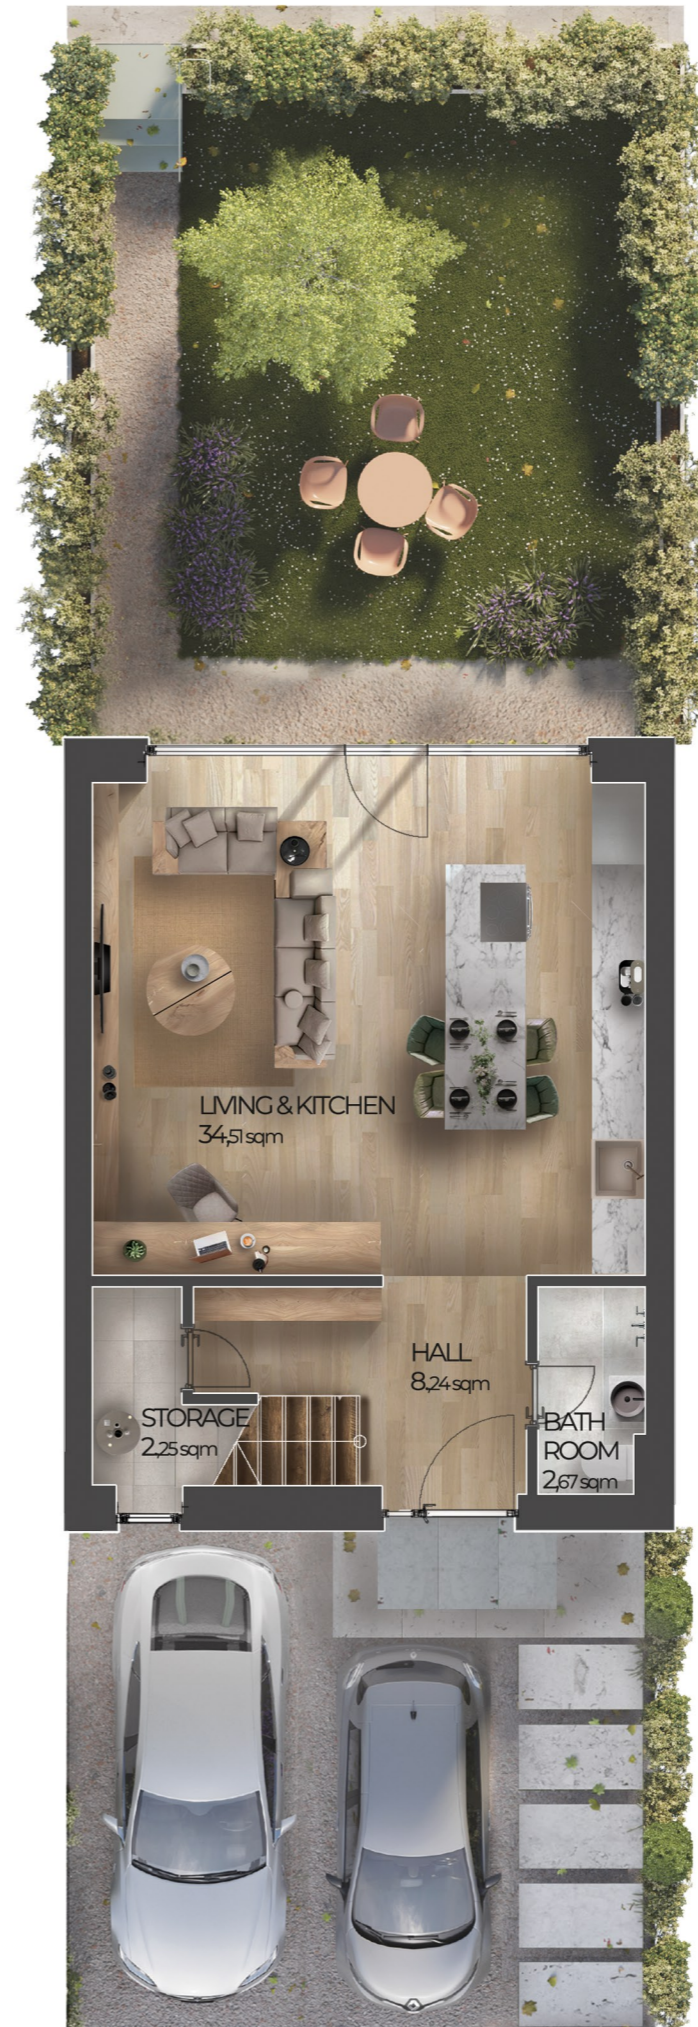 LIVING & KITCHEN
34,51 sqm
HALL
8,24 sqm
STORAGE
2,25 sqm
BATH
ROOM
2,67 sqm